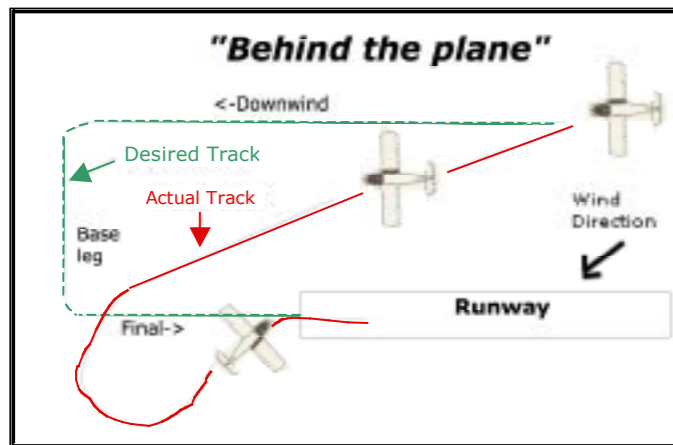 "Behind the plane"
<-Downwind
Desired Track
Actual Track
Wind
Direction
Base
leg
Runway
Final->